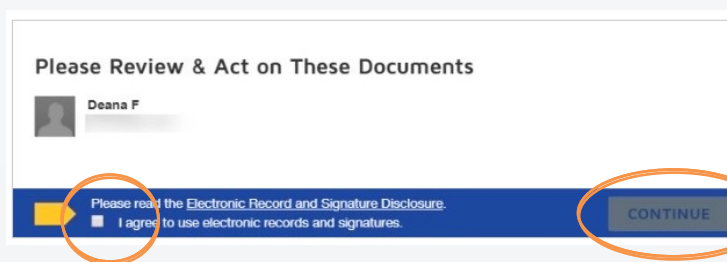 Please Review & Act on These Documents
Deana F
Please read the Electronic Record and Signature Disclosure.
I agree to use electronic records and signatures.
CONTINUE